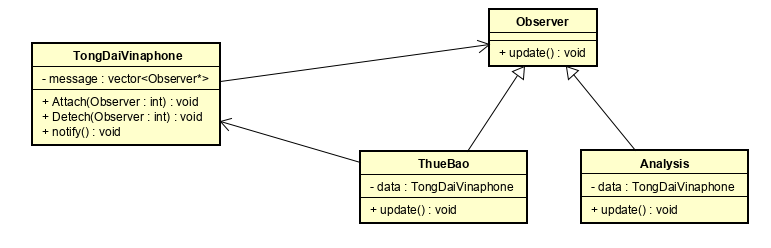 Observer
+ update() : void
TongDaiVinaphone
- message : vector<Observer*>
+ Attach(Observer : int) : void
+ Detech(Observer : int) : void
+ notify() : void
ThueBao
- data : TongDaiVinaphone
+ update() : void
Analysis
- data : TongDaiVinaphone
+ update() : void